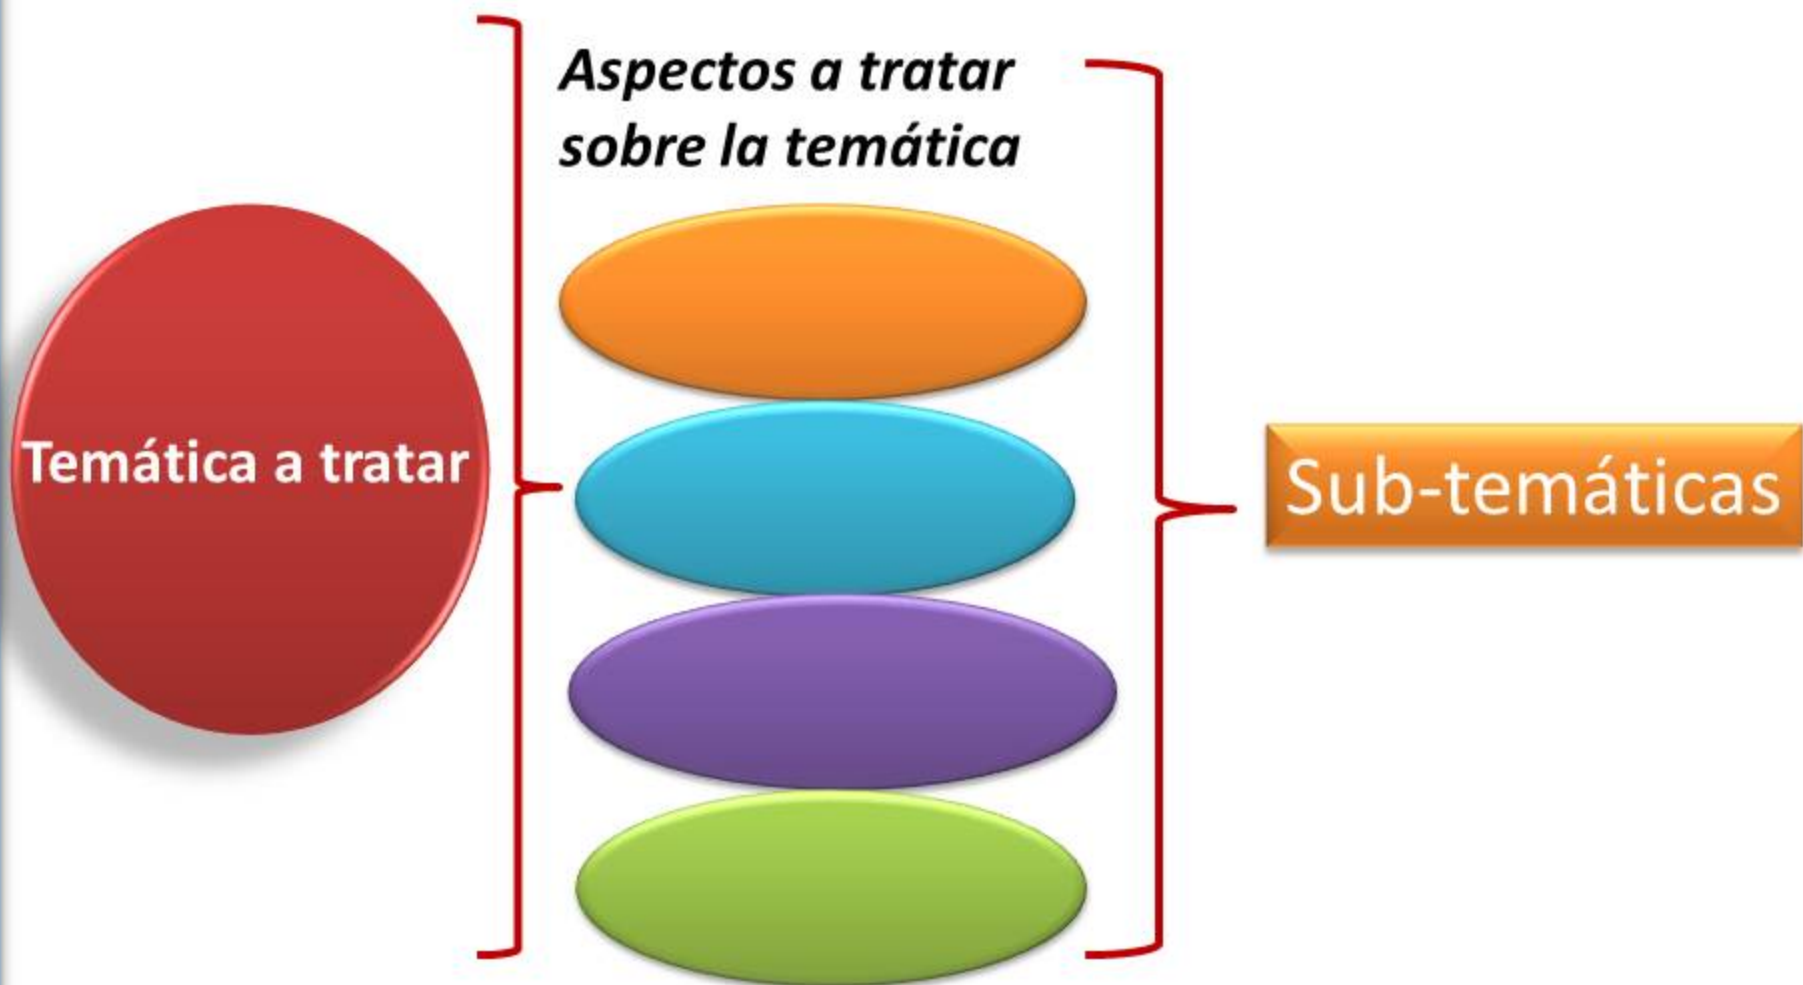 Aspectos a tratar
sobre la temática
Temática a tratar
Sub-temáticas